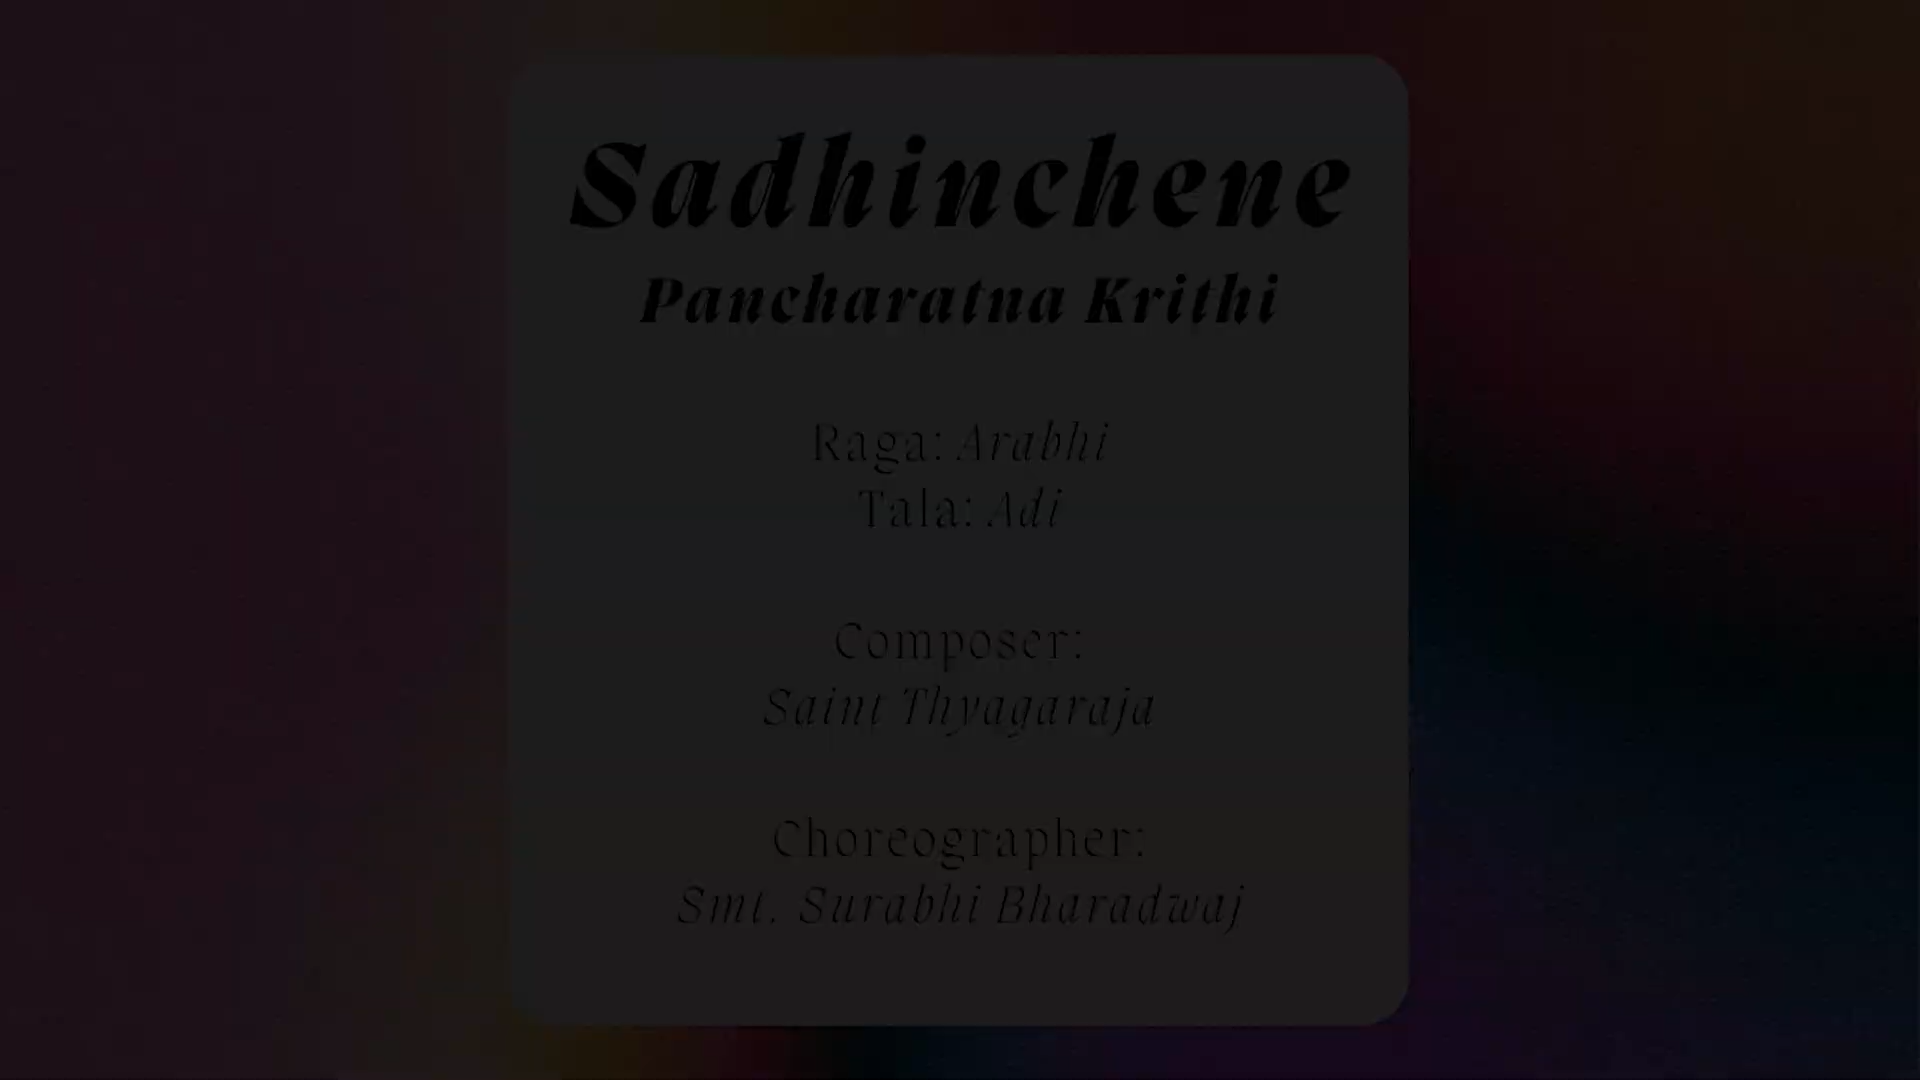 Sadhinchene
Pancharatna Krithi
Raga: Arabhi
Tala: Adi
Composer:
Saint Thyagaraja
Choreographer:
Smt. Surabhi Bharadwaj